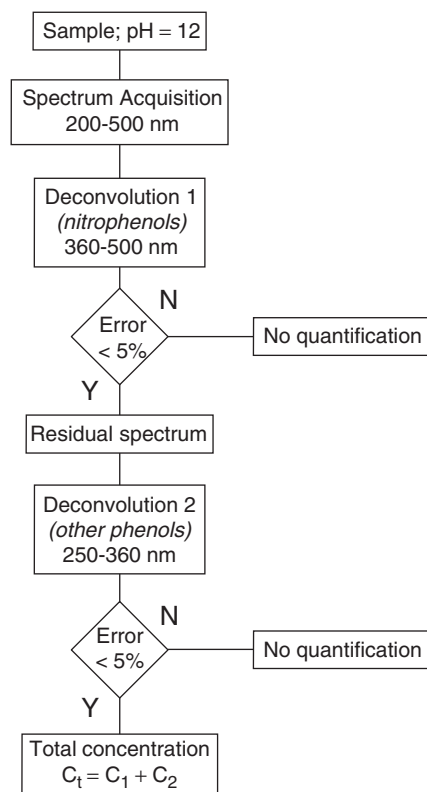 Sample; pH = 12
Spectrum Acquisition
200-500 nm
Deconvolution 1
(nitrophenols)
360-500 nm
N
Error
< 5%
No quantification
Y
Residual spectrum
Deconvolution 2
(other phenols)
250-360 nm
N
Error
< 5%
No quantification
Y
Total concentration
Cₜ = C₁ + C₂